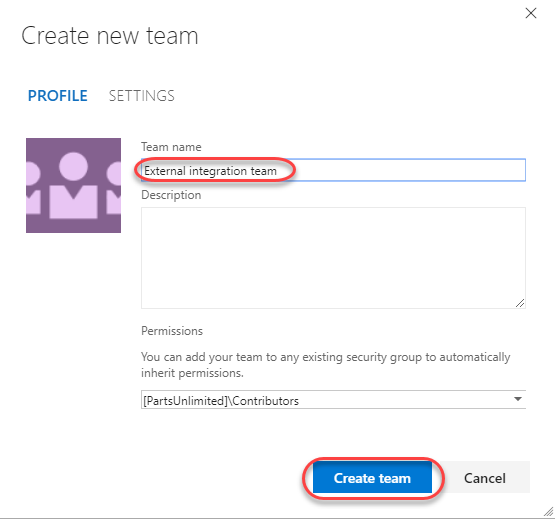 Create new team
PROFILE SETTINGS
Team name
External integration team
Description
Permissions
You can add your team to any existing security group to automatically
inherit permissions.
[PartsUnlimited]\Contributors
Create team Cancel